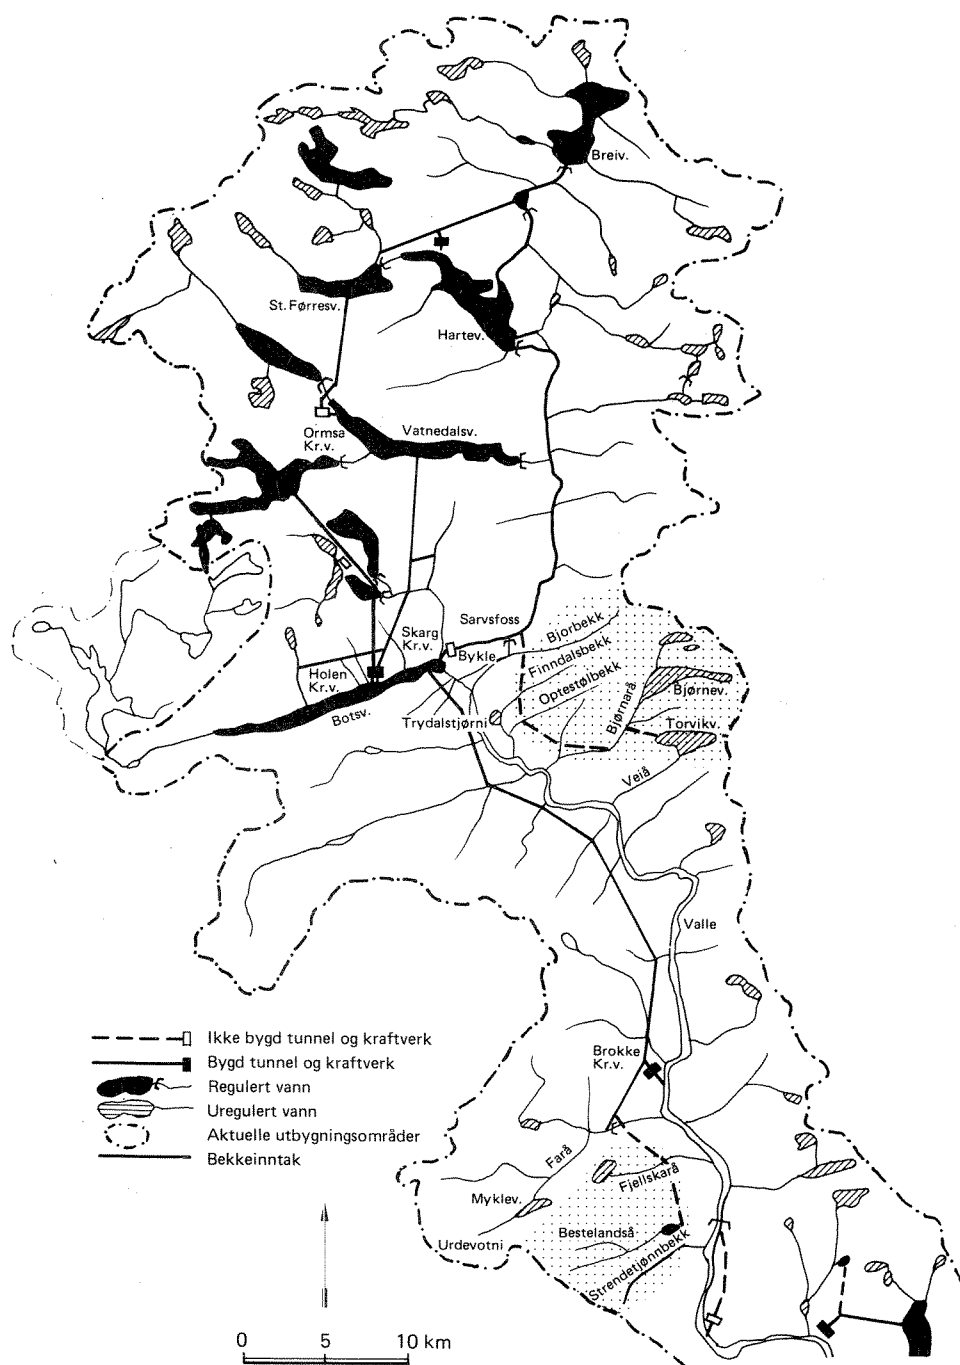 Breiv.
St. Førresv.
Hartev.
Ormsa
Kr.v.
Vatnedalsv.
Sarvsfoss
Skarg
Kr.v.
Bykle
Bjorbekk
Finndalsbekk
Optestølbekk
Holen
Kr.v.
Botsv.
Trydalstjørni
Bjørnarå
Bjørnev.
Torvikv.
Veiå
Valle
Brokke
Kr.v.
Farå
Fjellskarå
Myklev.
Bestelandså
Urdevotni
Strendetjønnbekk
Ikke bygd tunnel og kraftverk
Bygd tunnel og kraftverk
Regulert vann
Uregulert vann
Aktuelle utbygningsområder
Bekkeinntak
0 5 10 km